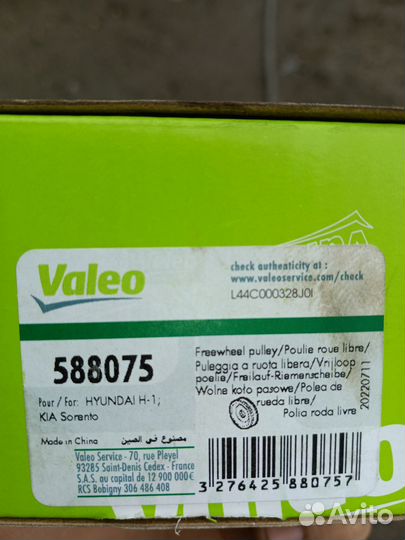 Valeo
check authenticity at :
www.valeoservice.com/check
L44C000328J0I
588075
Pour / For: HYUNDAI H-1;
KIA Sorento
Freewheel pulley/Poulie roue libre/
Puleggia a ruota libera/Vrijloop
poelie/Freilauf-Riemenscheibe/
Wolne koło pasowe/Polea de
rueda libre/
Polia roda livre
20220711
Made in China
مصنوع في الصين
Valeo Service - 70, rue Pleyel
93285 Saint-Denis Cedex - France
S.A.S. au capital de 12 900 000€
RCS Bobigny 306 486 408
3 276425 880757
Avito